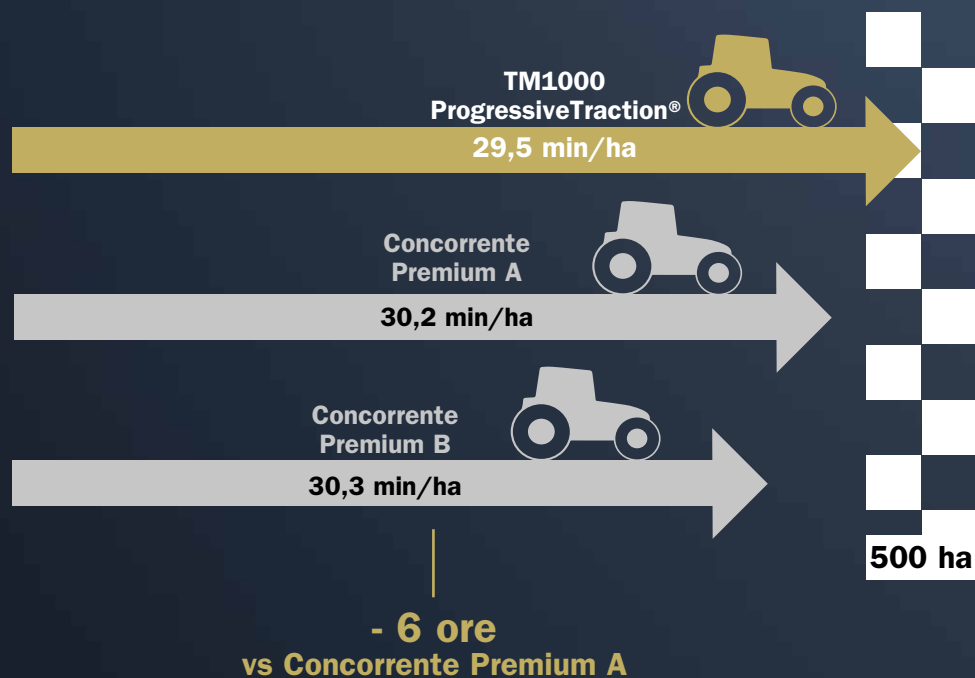 TM1000
ProgressiveTraction®
29,5 min/ha
Concorrente
Premium A
30,2 min/ha
Concorrente
Premium B
30,3 min/ha
500 ha
- 6 ore
vs Concorrente Premium A